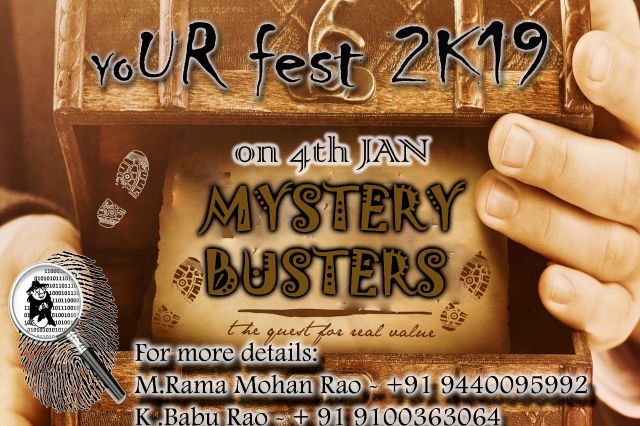 yoUR fest 2K19
on 4th JAN
MYSTERY
BUSTERS
the quest for real value
For more details:
M.Rama Mohan Rao - +91 9440095992
K.Babu Rao - + 91 9100363064